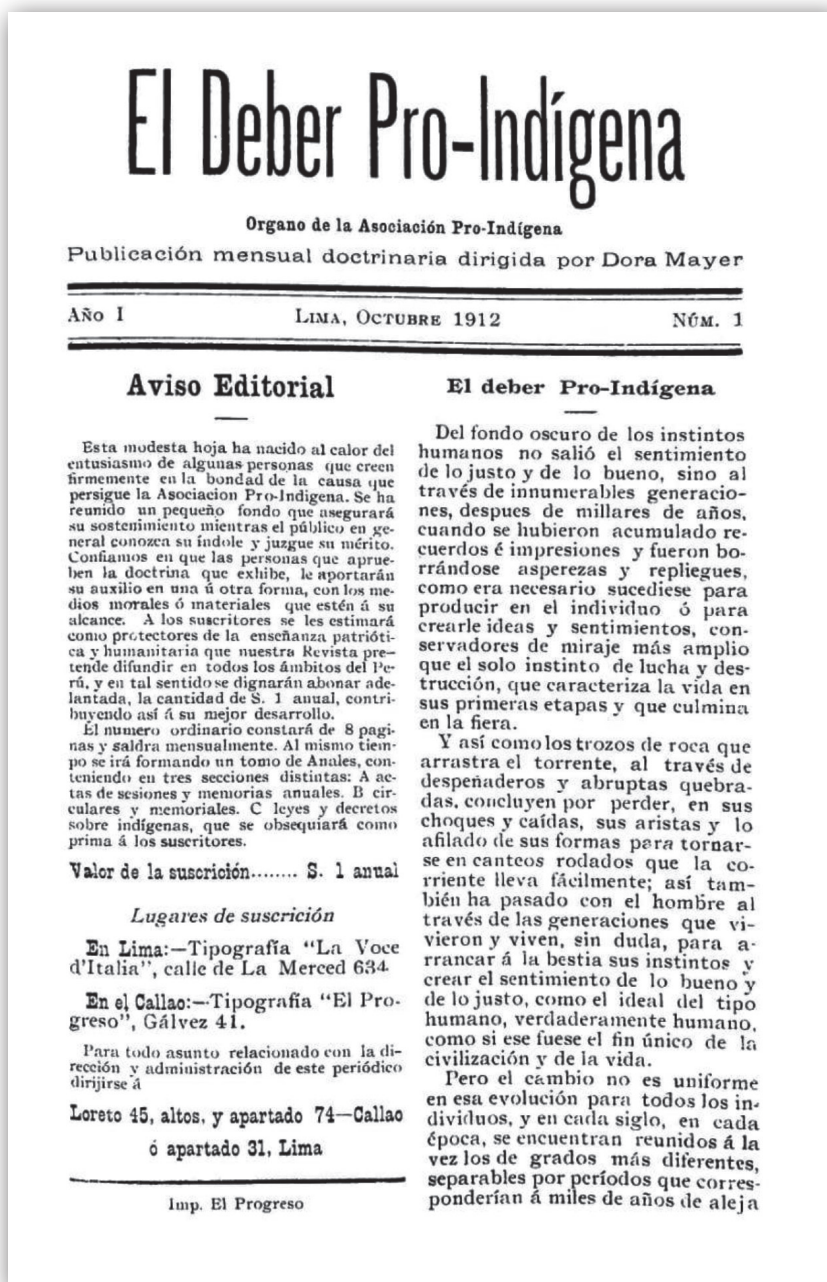 El Deber Pro-Indígena
Organo de la Asociación Pro-Indígena
Publicación mensual doctrinaria dirigida por Dora Mayer
Año I Lima, Octubre 1912 Núm. 1
Aviso Editorial
Esta modesta hoja ha nacido al calor del
entusiasmo de algunas personas que creen
firmemente en la bondad de la causa que
persigue la Asociacion Pro-Indigena. Se ha
reunido un pequeño fondo que asegurará
su sostenimiento mientras el público en ge-
neral conozca su índole y juzgue su mérito.
Confiamos en que las personas que aprue-
ben la doctrina que exhibe, le aportarán
su auxilio en una ú otra forma, con los me-
dios morales ó materiales que estén á su
alcance. A los suscritores se les estimará
como protectores de la enseñanza patrióti-
ca y humanitaria que nuestra Revista pre-
tende difundir en todos los ámbitos del Pe-
rú, y en tal sentido se dignarán abonar ade-
lantada, la cantidad de S. 1 anual, contri-
buyendo así á su mejor desarrollo.
El numero ordinario constará de 8 pagi-
nas y saldra mensualmente. Al mismo tiem-
po se irá formando un tomo de Anales, con-
teniendo en tres secciones distintas: A ac-
tas de sesiones y memorias anuales. B cir-
culares y memoriales. C leyes y decretos
sobre indígenas, que se obsequiará como
prima á los suscritores.
Valor de la suscrición........ S. 1 anual
Lugares de suscrición
En Lima:—Tipografía "La Voce
d'Italia", calle de La Merced 634
En el Callao:—Tipografía "El Pro-
greso", Gálvez 41.
Para todo asunto relacionado con la di-
rección y administración de este periódico
dirijirse á
Loreto 45, altos, y apartado 74—Callao
ó apartado 31, Lima
Imp. El Progreso
El deber Pro-Indígena
Del fondo oscuro de los instintos
humanos no salió el sentimiento
de lo justo y de lo bueno, sino al
través de innumerables generacio-
nes, despues de millares de años,
cuando se hubieron acumulado re-
cuerdos é impresiones y fueron bo-
rrándose asperezas y repliegues,
como era necesario sucediese para
producir en el individuo ó para
crearle ideas y sentimientos, con-
servadores de miraje más amplio
que el solo instinto de lucha y des-
trucción, que caracteriza la vida en
sus primeras etapas y que culmina
en la fiera.
Y así como los trozos de roca que
arrastra el torrente, al través de
despeñaderos y abruptas quebra-
das, concluyen por perder, en sus
choques y caídas, sus aristas y lo
afilado de sus formas para tornar-
se en canteos rodados que la co-
rriente lleva fácilmente; así tam-
bién ha pasado con el hombre al
través de las generaciones que vi-
vieron y viven, sin duda, para a-
rrancar á la bestia sus instintos y
crear el sentimiento de lo bueno y
de lo justo, como el ideal del tipo
humano, verdaderamente humano,
como si ese fuese el fin único de la
civilización y de la vida.
Pero el cambio no es uniforme
en esa evolución para todos los in-
dividuos, y en cada siglo, en cada
época, se encuentran reunidos á la
vez los de grados más diferentes,
separables por períodos que corres-
ponderían á miles de años de aleja